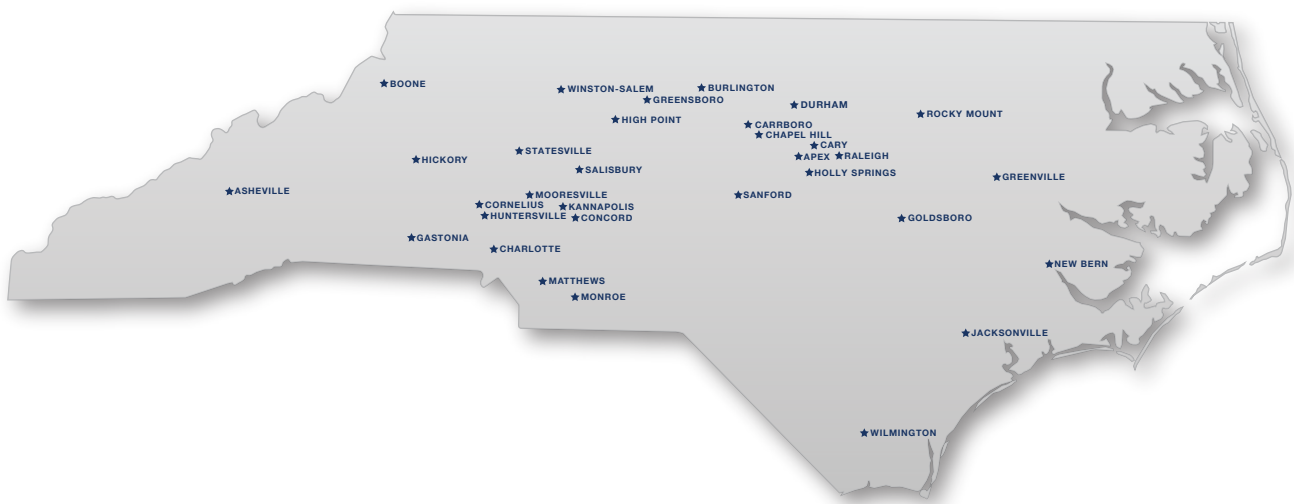 BOONE
WINSTON-SALEM
BURLINGTON
GREENSBORO
DURHAM
ROCKY MOUNT
HIGH POINT
CARRBORO
CHAPEL HILL
CARY
STATESVILLE
APEX
RALEIGH
HICKORY
SALISBURY
HOLLY SPRINGS
GREENVILLE
ASHEVILLE
MOORESVILLE
SANFORD
CORNELIUS
KANNAPOLIS
HUNTERSVILLE
CONCORD
GOLDSBORO
GASTONIA
CHARLOTTE
NEW BERN
MATTHEWS
MONROE
JACKSONVILLE
WILMINGTON